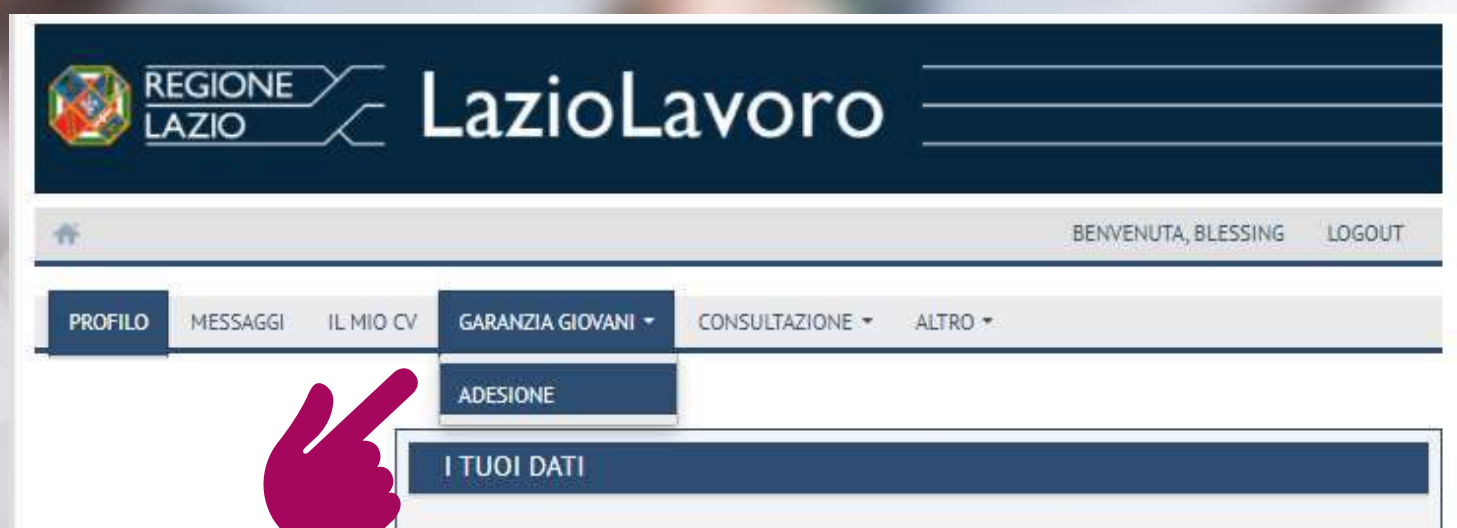 REGIONE
LAZIO
LazioLavoro
BENVENUTA, BLESSING LOGOUT
PROFILO MESSAGGI IL MIO CV GARANZIA GIOVANI CONSULTAZIONE ALTRO
ADESIONE
I TUOI DATI